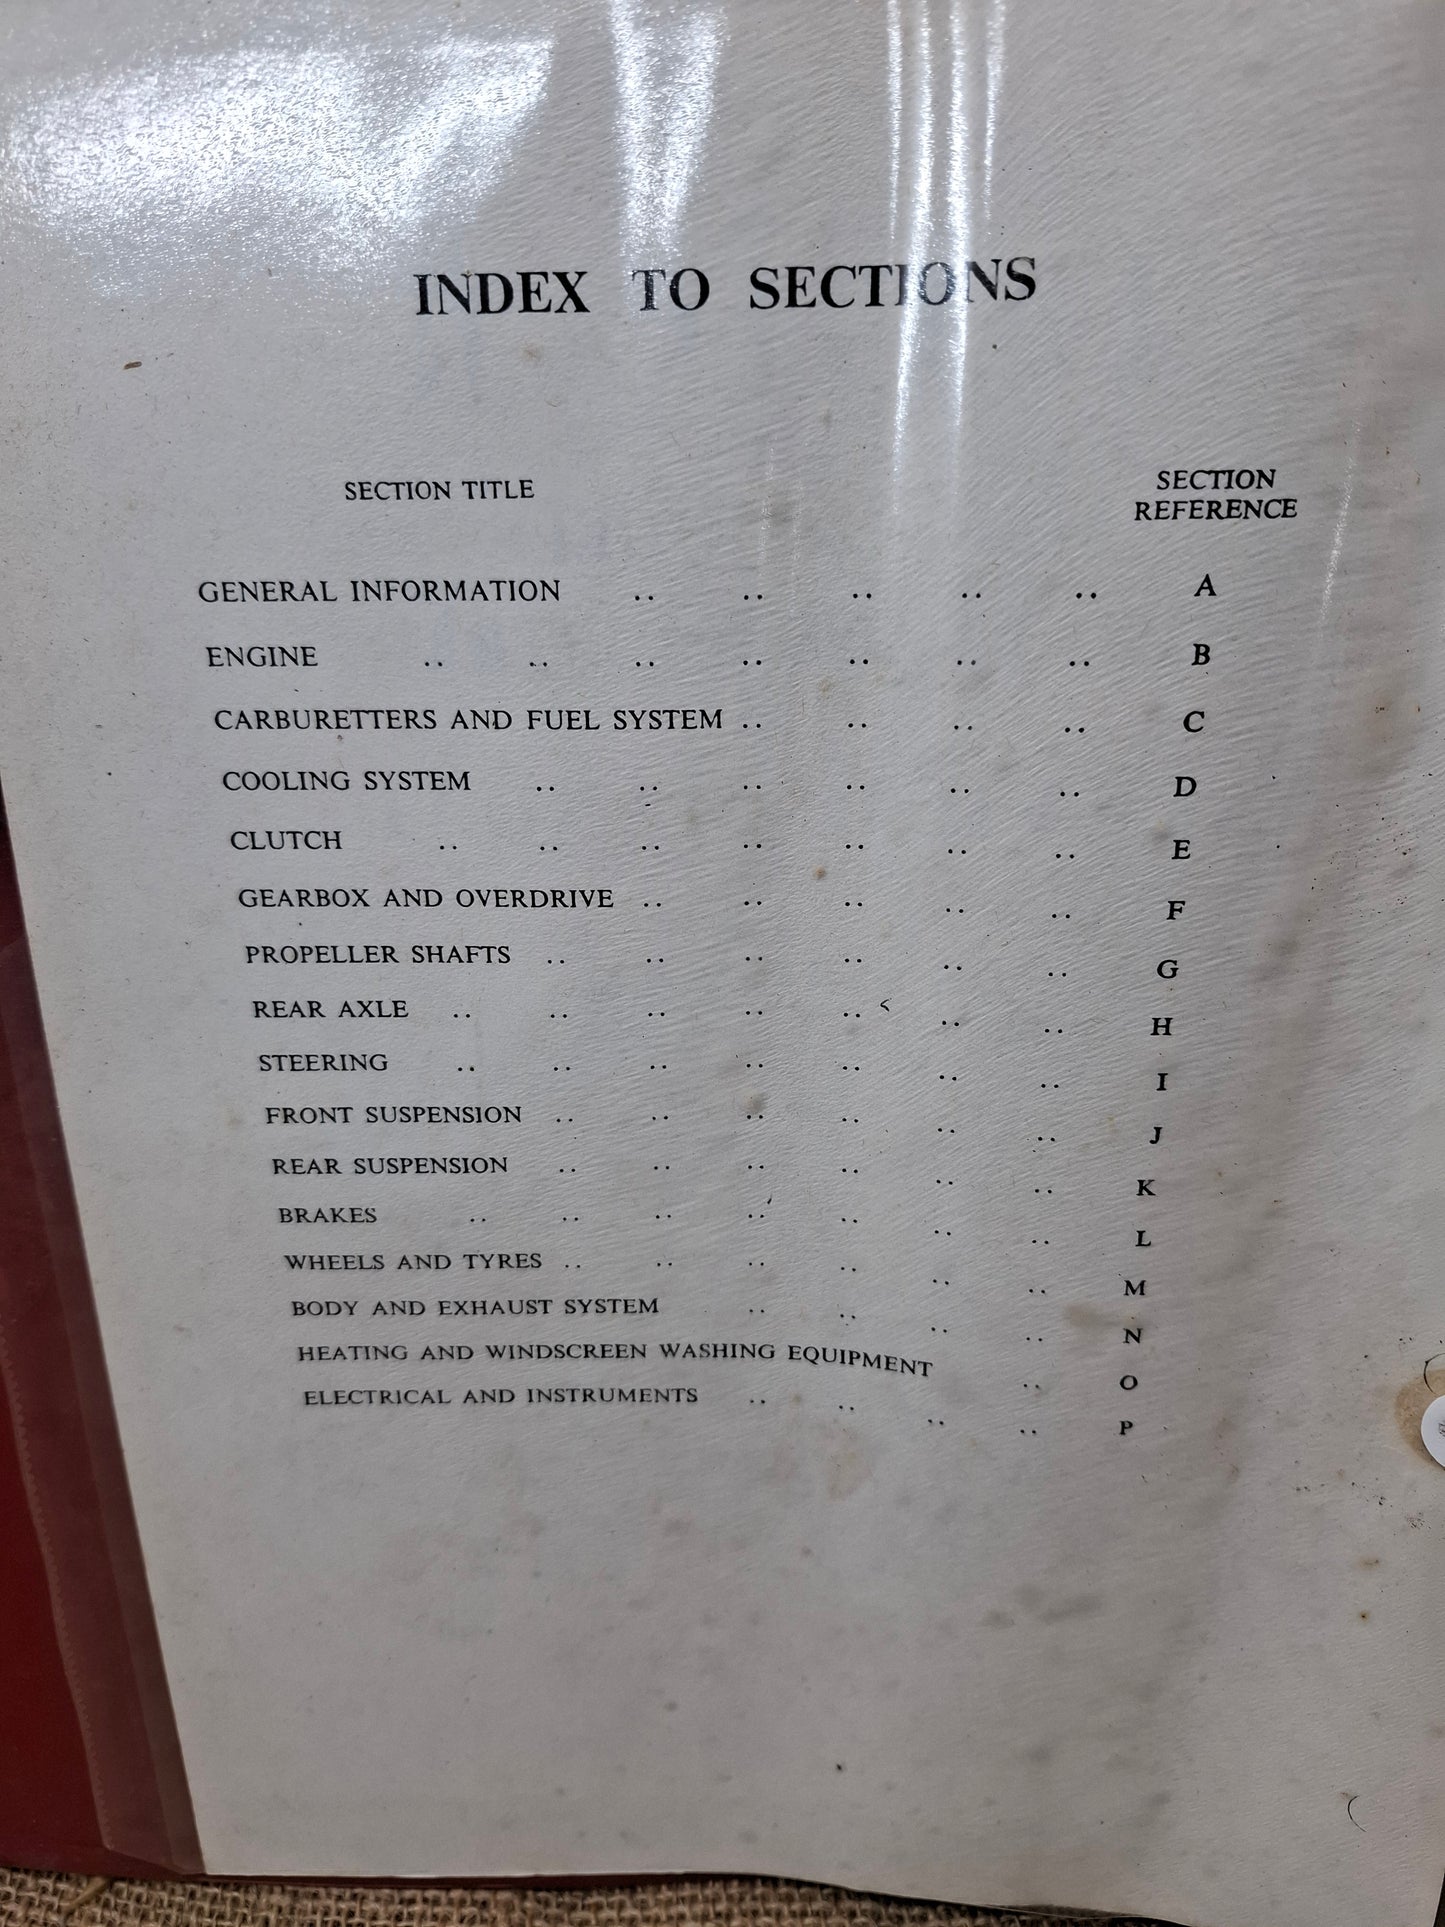 INDEX TO SECTIONS
SECTION TITLE SECTION
REFERENCE
GENERAL INFORMATION .. .. .. .. .. A
ENGINE .. .. .. .. .. .. .. B
CARBURETTERS AND FUEL SYSTEM .. .. .. .. C
COOLING SYSTEM .. .. .. .. .. .. D
CLUTCH .. .. .. .. .. .. .. E
GEARBOX AND OVERDRIVE .. .. .. .. .. F
PROPELLER SHAFTS .. .. .. .. .. .. G
REAR AXLE .. .. .. .. .. .. .. H
STEERING .. .. .. .. .. .. .. I
FRONT SUSPENSION .. .. .. .. .. .. J
REAR SUSPENSION .. .. .. .. .. .. K
BRAKES .. .. .. .. .. .. .. L
WHEELS AND TYRES .. .. .. .. .. .. M
BODY AND EXHAUST SYSTEM .. .. .. .. N
HEATING AND WINDSCREEN WASHING EQUIPMENT .. O
ELECTRICAL AND INSTRUMENTS .. .. .. .. P